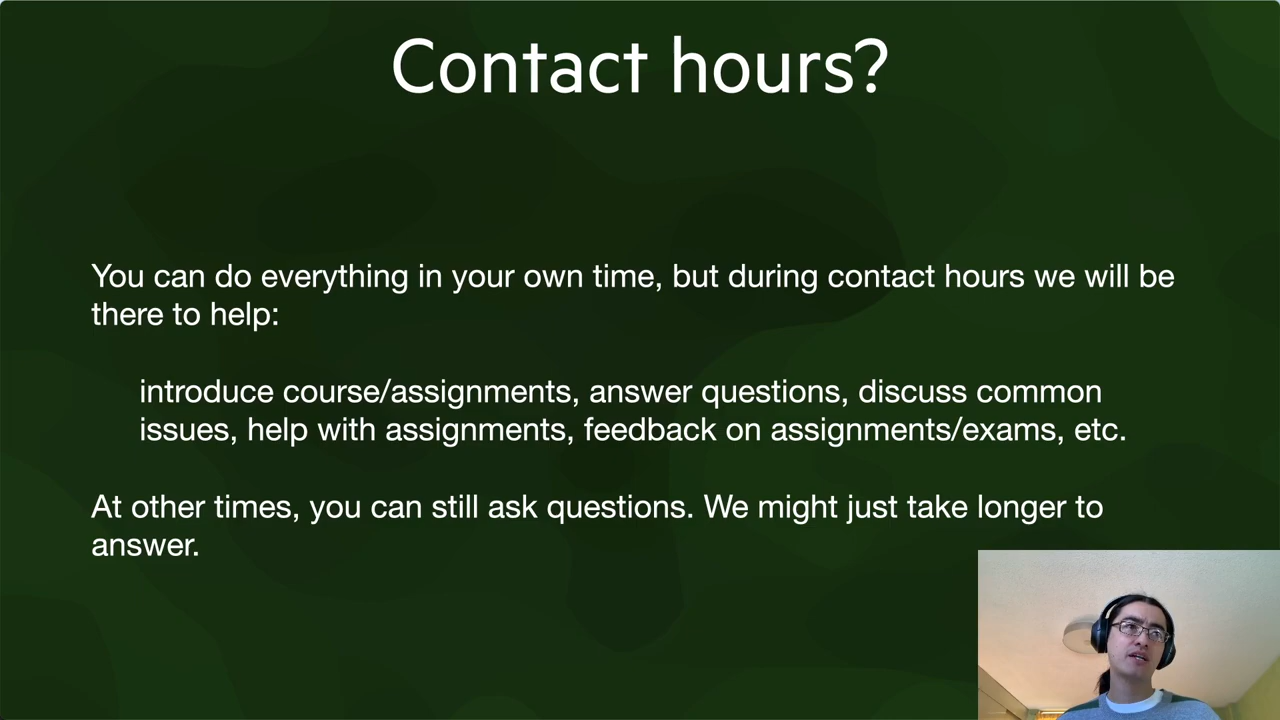 Contact hours?
You can do everything in your own time, but during contact hours we will be
there to help:
introduce course/assignments, answer questions, discuss common
issues, help with assignments, feedback on assignments/exams, etc.
At other times, you can still ask questions. We might just take longer to
answer.